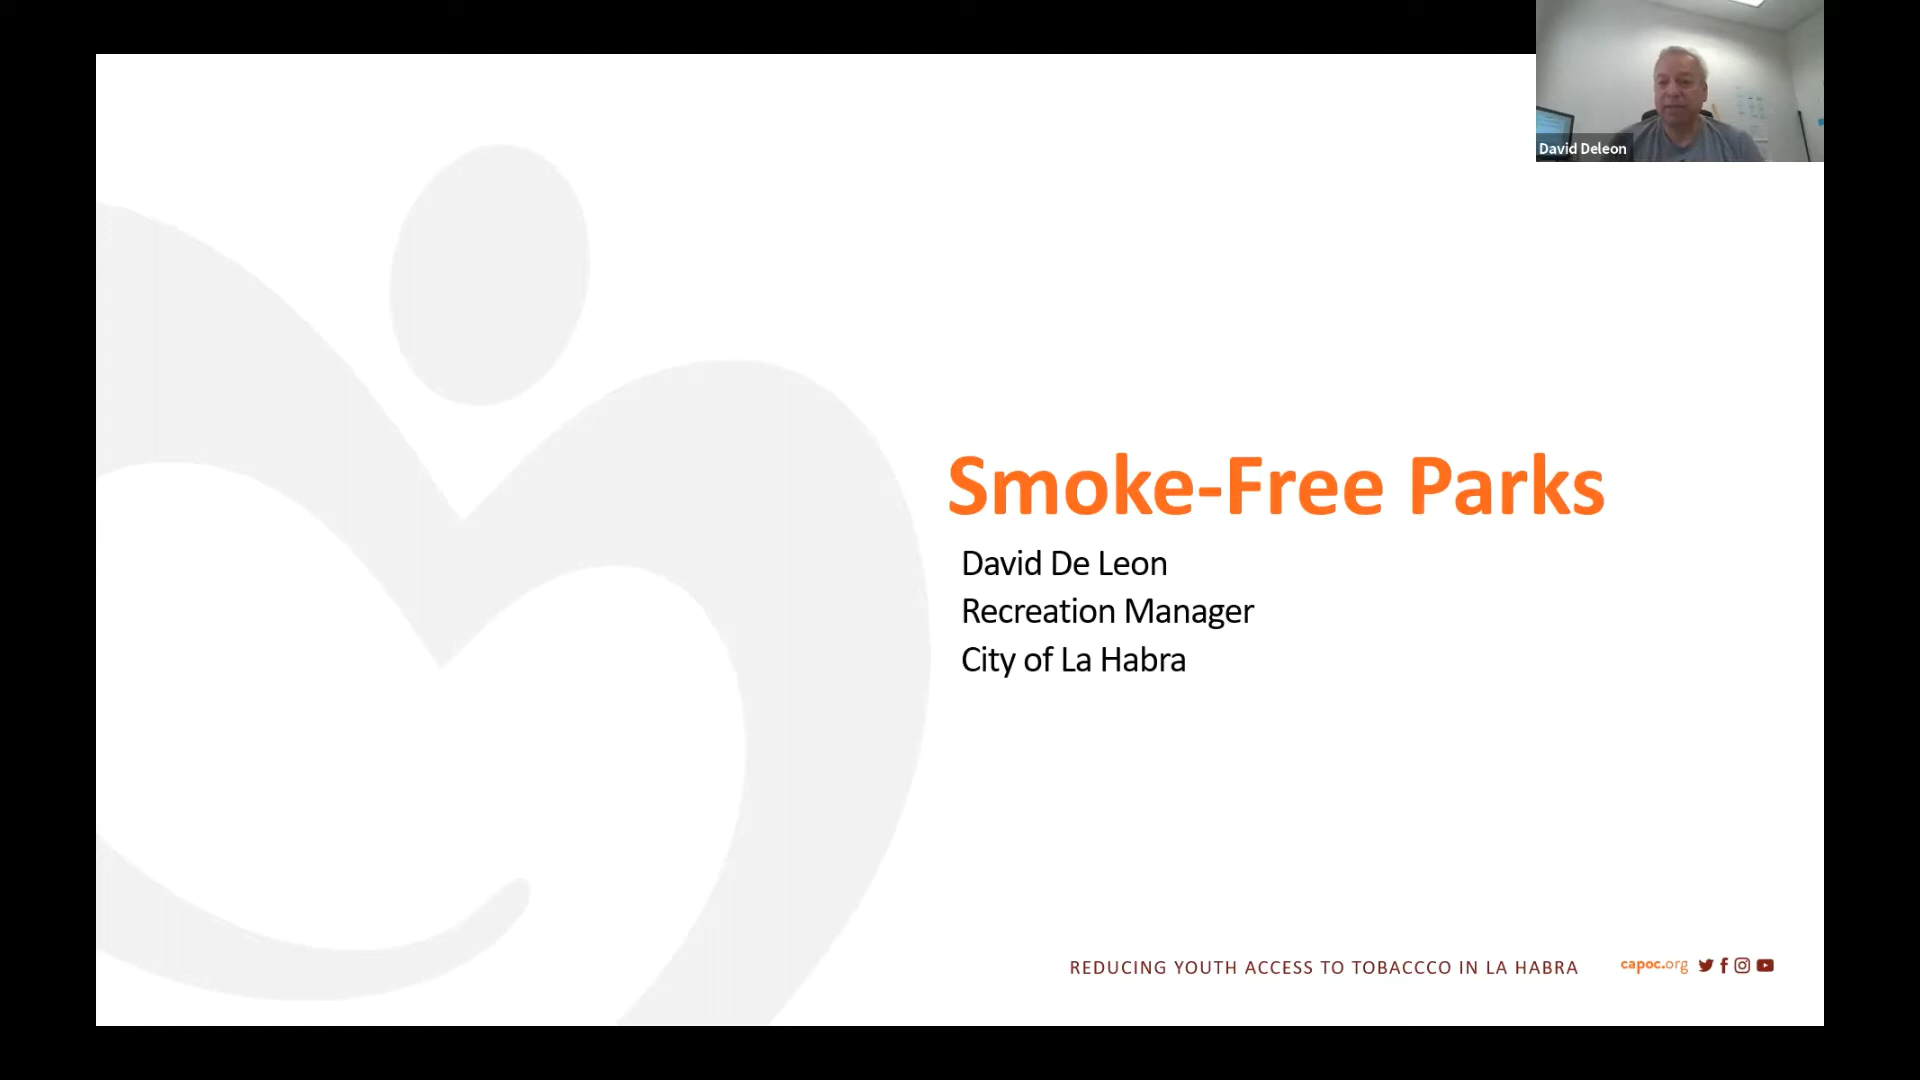 David Deleon
Smoke-Free Parks
David De Leon
Recreation Manager
City of La Habra
REDUCING YOUTH ACCESS TO TOBACCCO IN LA HABRA
capoc.org